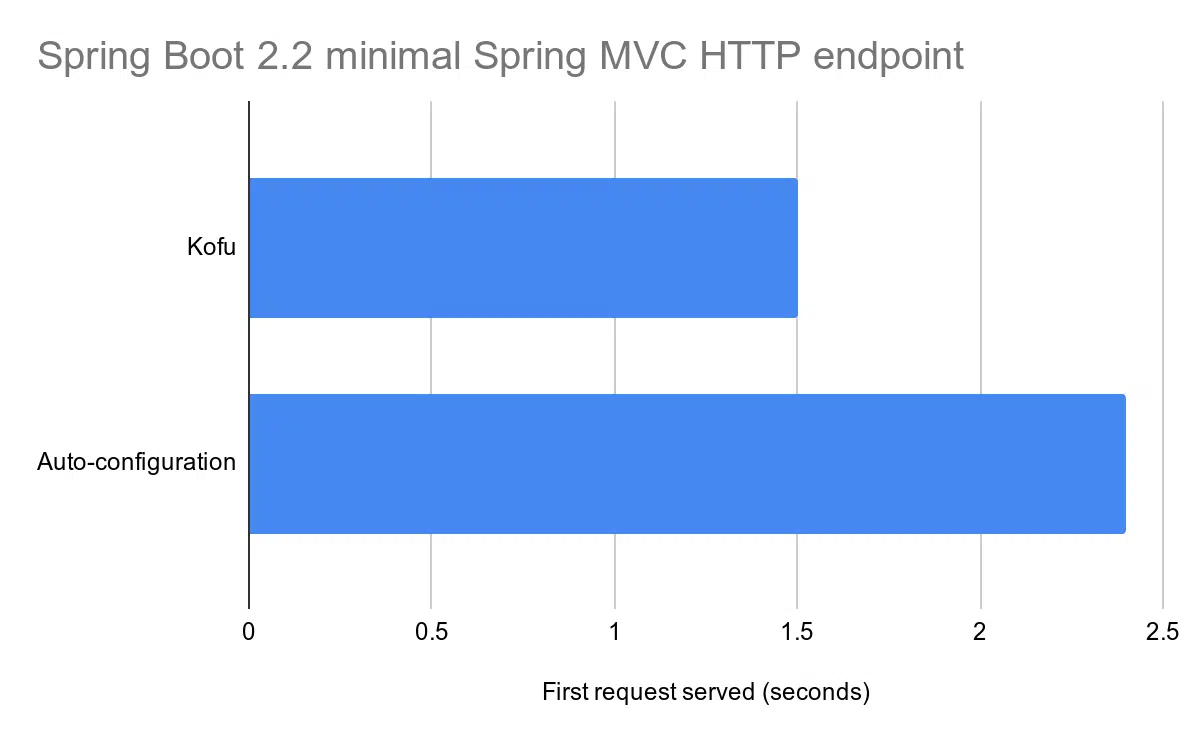 Spring Boot 2.2 minimal Spring MVC HTTP endpoint
Kofu
Auto-configuration
0 0.5 1 1.5 2 2.5
First request served (seconds)